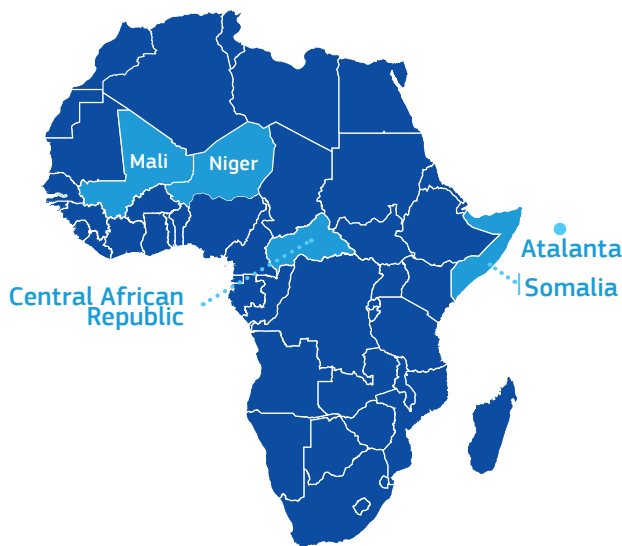 Mali
Niger
Atalanta
Somalia
Central African
Republic